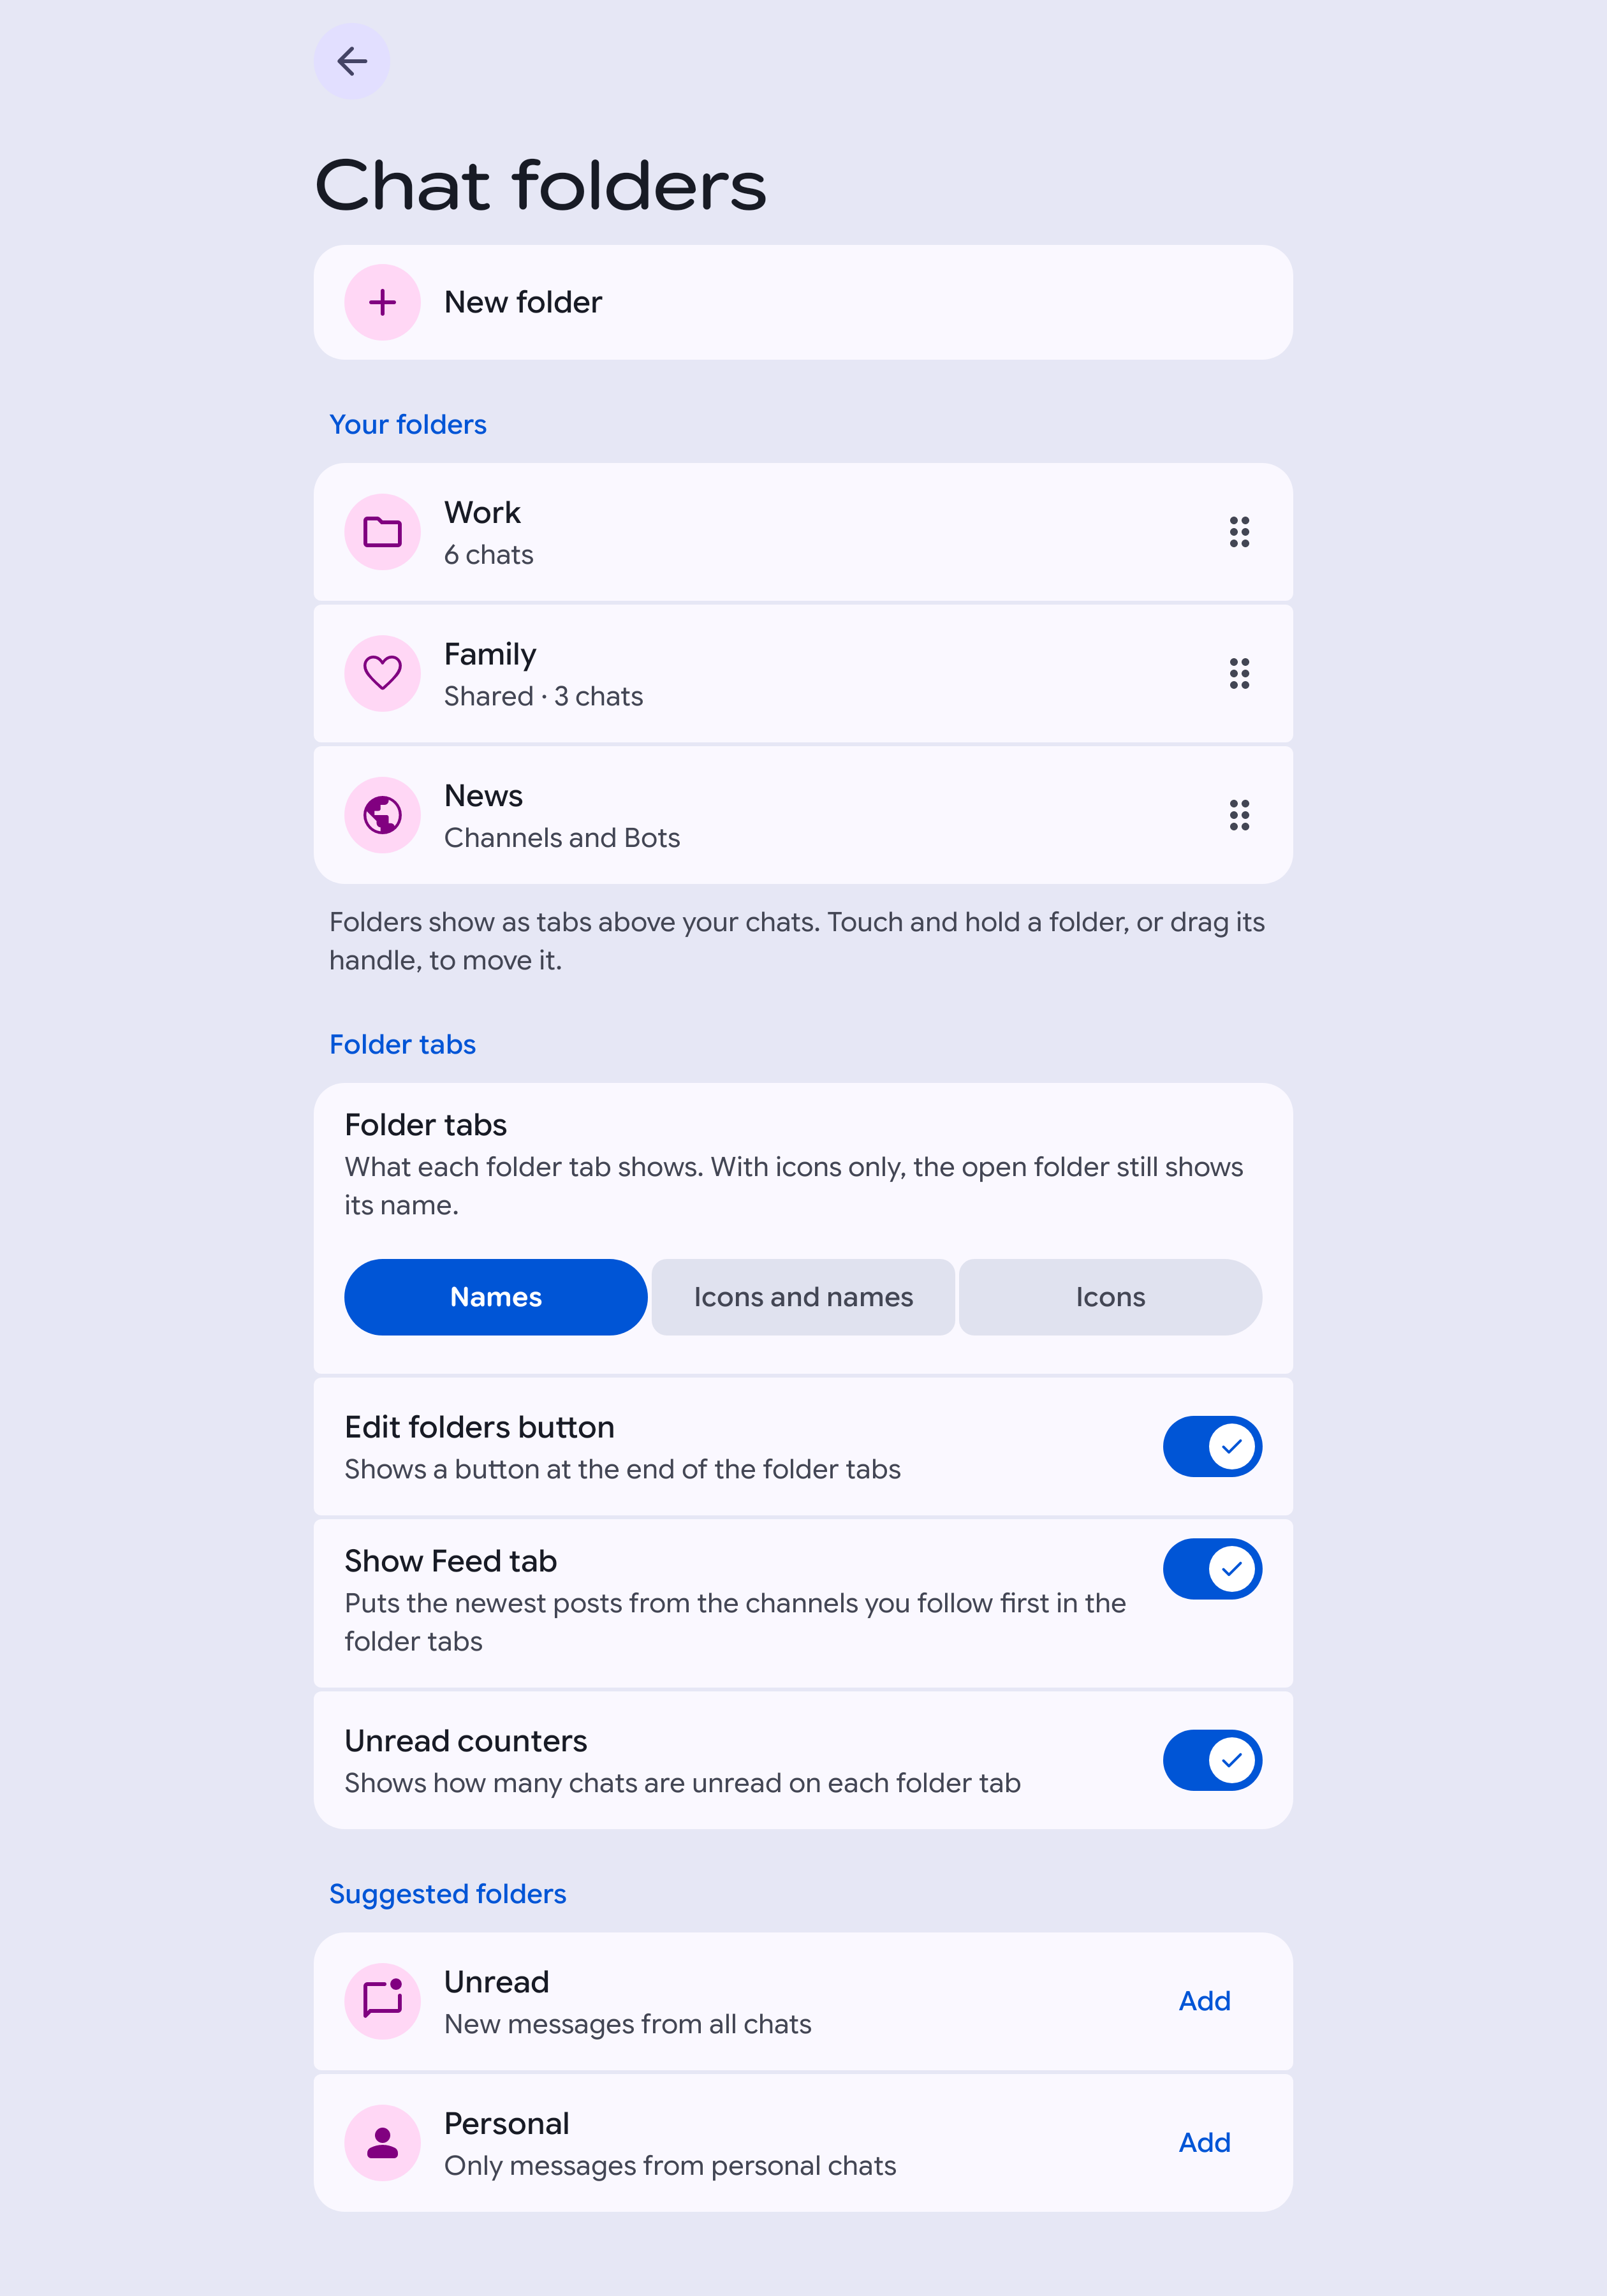 Chat folders
New folder
Your folders
Work
6 chats
Family
Shared · 3 chats
News
Channels and Bots
Folders show as tabs above your chats. Touch and hold a folder, or drag its
handle, to move it.
Folder tabs
Folder tabs
What each folder tab shows. With icons only, the open folder still shows
its name.
Names
Icons and names
Icons
Edit folders button
Shows a button at the end of the folder tabs
Show Feed tab
Puts the newest posts from the channels you follow first in the
folder tabs
Unread counters
Shows how many chats are unread on each folder tab
Suggested folders
Unread
New messages from all chats
Add
Personal
Only messages from personal chats
Add